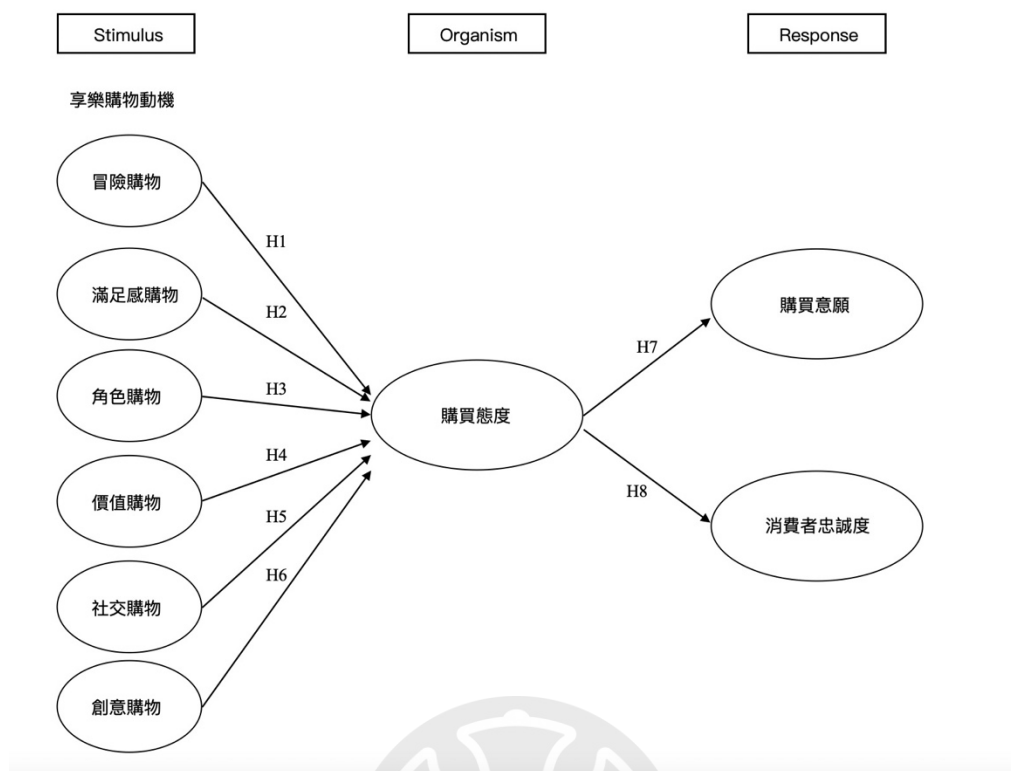 Stimulus
Organism
Response
享樂購物動機
冒險購物
滿足感購物
角色購物
價值購物
社交購物
創意購物
H1
H2
H3
H4
H5
H6
購買態度
H7
H8
購買意願
消費者忠誠度